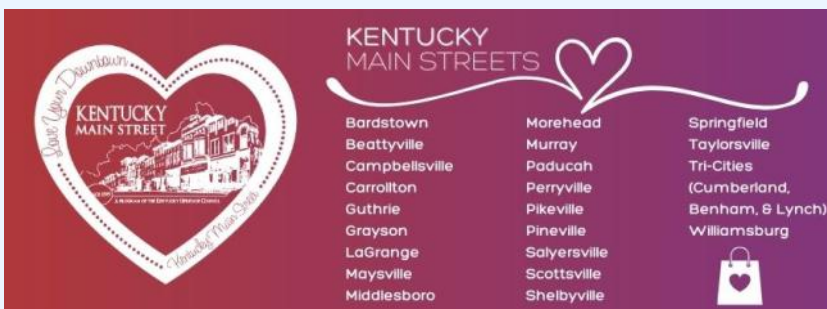 Love Your Downtown
KENTUCKY
MAIN STREET
A PROGRAM OF THE KENTUCKY HERITAGE COUNCIL
Kentucky Main Street
KENTUCKY
MAIN STREETS
Bardstown
Beattyville
Campbellsville
Carrollton
Guthrie
Grayson
LaGrange
Maysville
Middlesboro
Morehead
Murray
Paducah
Perryville
Pikeville
Pineville
Salyersville
Scottsville
Shelbyville
Springfield
Taylorsville
Tri-Cities
(Cumberland,
Benham, & Lynch)
Williamsburg